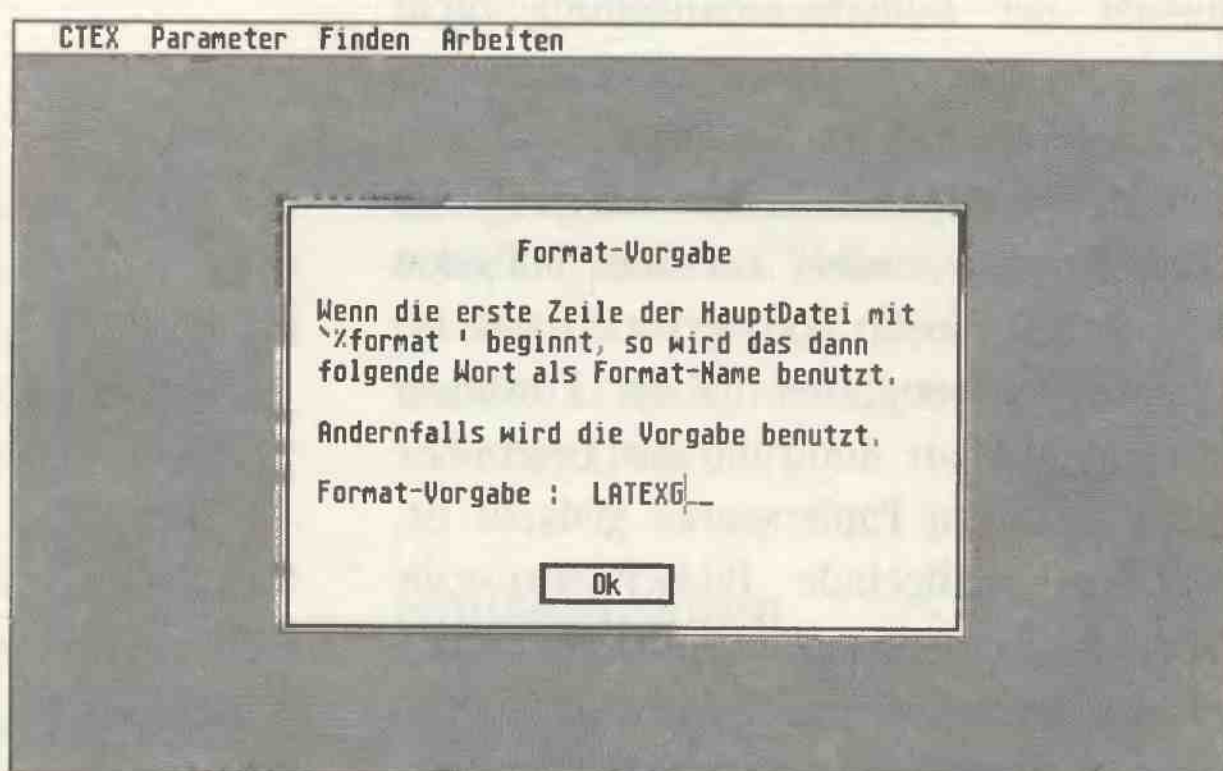 CTEX Parameter Finden Arbeiten
Format-Vorgabe
Wenn die erste Zeile der HauptDatei mit
`%format ' beginnt, so wird das dann
folgende Wort als Format-Name benutzt.
Andernfalls wird die Vorgabe benutzt.
Format-Vorgabe : LATEXG__
Ok